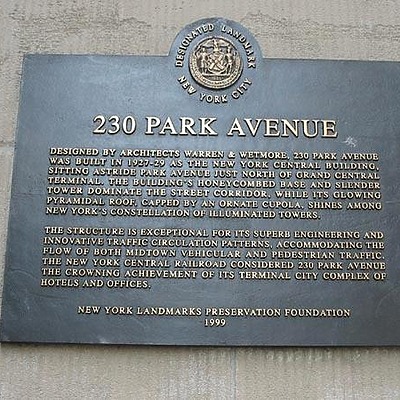 DESIGNATED LANDMARK
NEW YORK CITY
230 PARK AVENUE
DESIGNED BY ARCHITECTS WARREN & WETMORE, 230 PARK AVENUE
WAS BUILT IN 1927-29 AS THE NEW YORK CENTRAL BUILDING,
SITTING ASTRIDE PARK AVENUE JUST NORTH OF GRAND CENTRAL
TERMINAL. THE BUILDING'S HONEYCOMBED BASE AND SLENDER
TOWER DOMINATE THE STREET CORRIDOR, WHILE ITS GLOWING
PYRAMIDAL ROOF, CAPPED BY AN ORNATE CUPOLA, SHINES AMONG
NEW YORK'S CONSTELLATION OF ILLUMINATED TOWERS.
THE STRUCTURE IS EXCEPTIONAL FOR ITS SUPERB ENGINEERING AND
INNOVATIVE TRAFFIC CIRCULATION PATTERNS, ACCOMMODATING THE
FLOW OF BOTH MIDTOWN VEHICULAR AND PEDESTRIAN TRAFFIC.
THE NEW YORK CENTRAL RAILROAD CONSIDERED 230 PARK AVENUE
THE CROWNING ACHIEVEMENT OF ITS TERMINAL CITY COMPLEX OF
HOTELS AND OFFICES.
NEW YORK LANDMARKS PRESERVATION FOUNDATION
1999